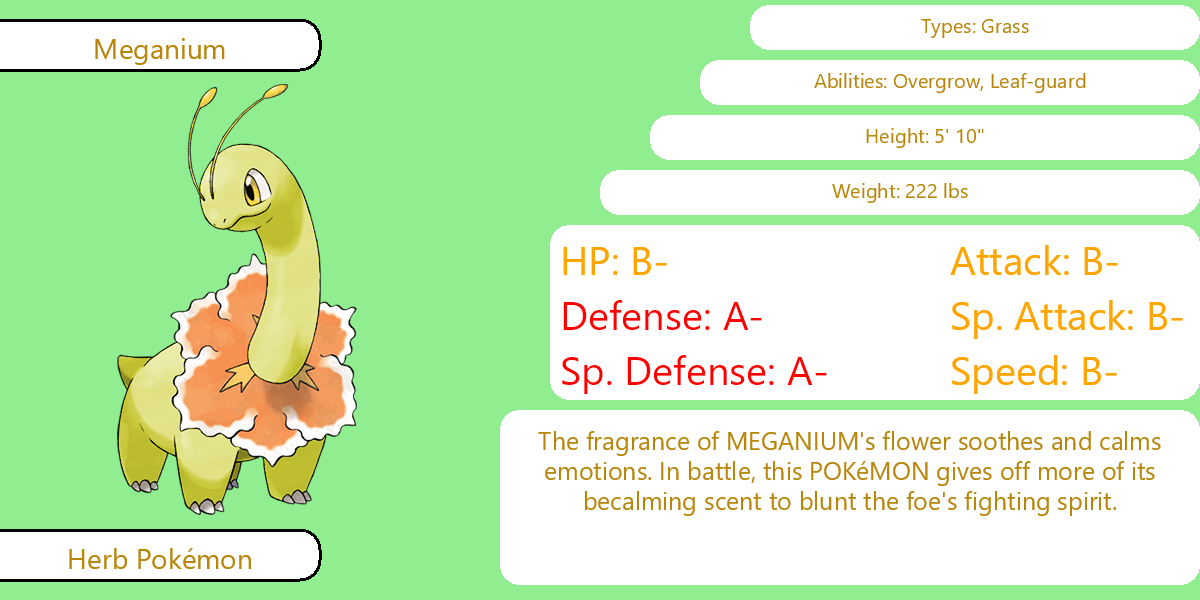 Meganium
Types: Grass
Abilities: Overgrow, Leaf-guard
Height: 5' 10"
Weight: 222 lbs
HP: B-
Attack: B-
Defense: A-
Sp. Attack: B-
Sp. Defense: A-
Speed: B-
The fragrance of MEGANIUM's flower soothes and calms
emotions. In battle, this POKéMON gives off more of its
becalming scent to blunt the foe's fighting spirit.
Herb Pokémon